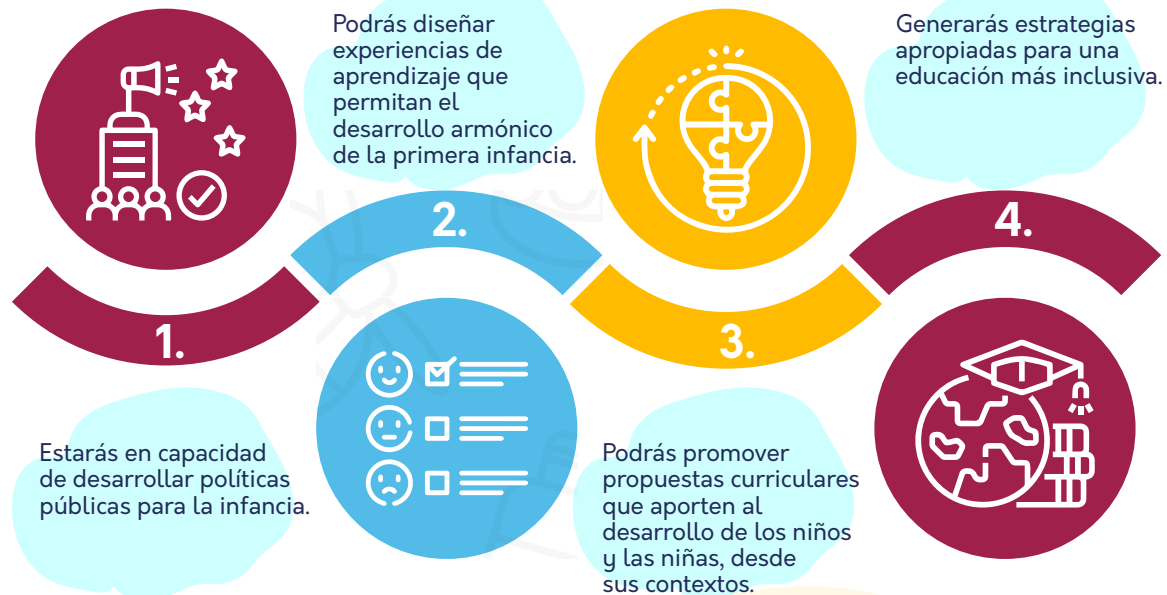 1.
Estarás en capacidad
de desarrollar políticas
públicas para la infancia.
2.
Podrás diseñar
experiencias de
aprendizaje que
permitan el
desarrollo armónico
de la primera infancia.
3.
Podrás promover
propuestas curriculares
que aporten al
desarrollo de los niños
y las niñas, desde
sus contextos.
4.
Generarás estrategias
apropiadas para una
educación más inclusiva.